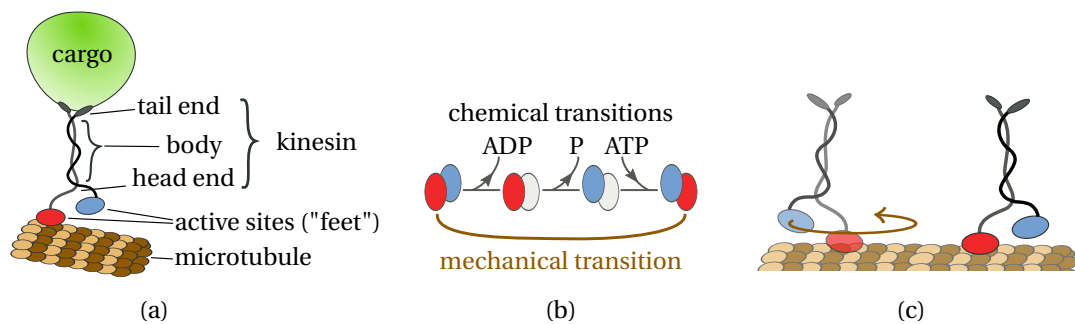 cargo
tail end
body
kinesin
head end
active sites ("feet")
microtubule
(a)
chemical transitions
ADP P ATP
mechanical transition
(b)
(c)